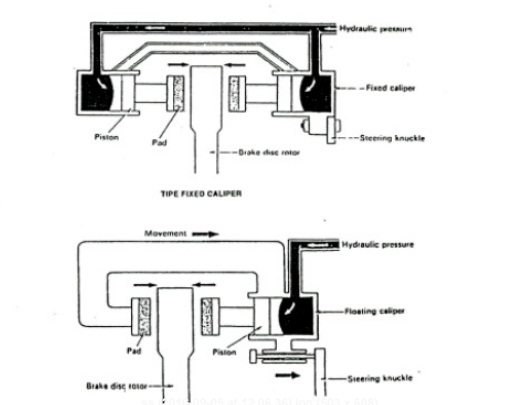 Hydraulic pressure
Fixed caliper
Piston
Pad
Steering knuckle
Brake disc rotor
TIPE FIXED CALIPER
Movement
Hydraulic pressure
Floating caliper
Pad
Piston
Brake disc rotor
Steering knuckle